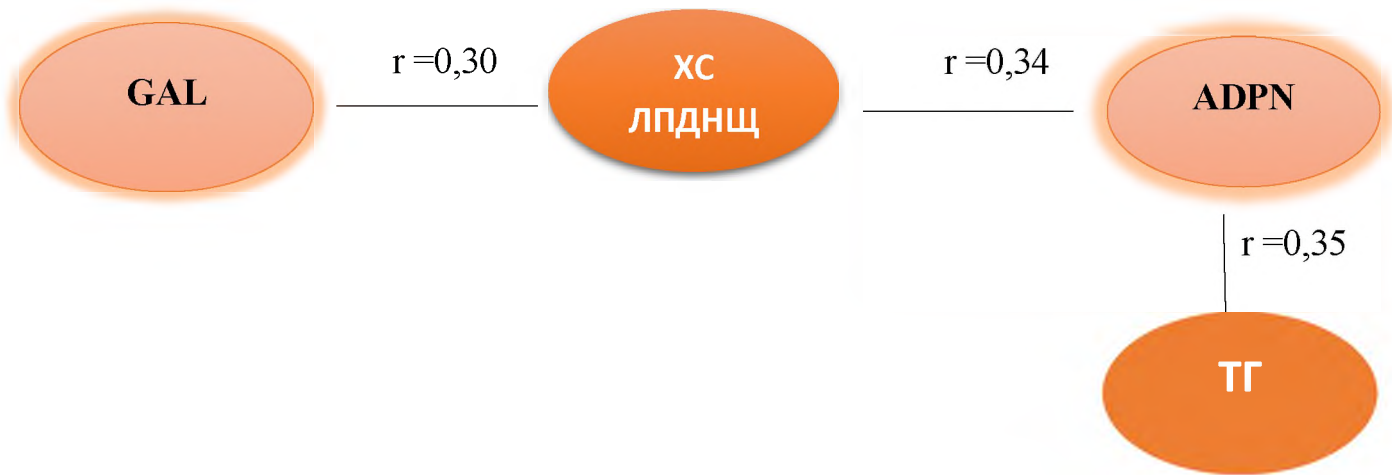 GAL
r =0,30
ХС
ЛПДНЩ
r =0,34
ADPN
r =0,35
ТГ